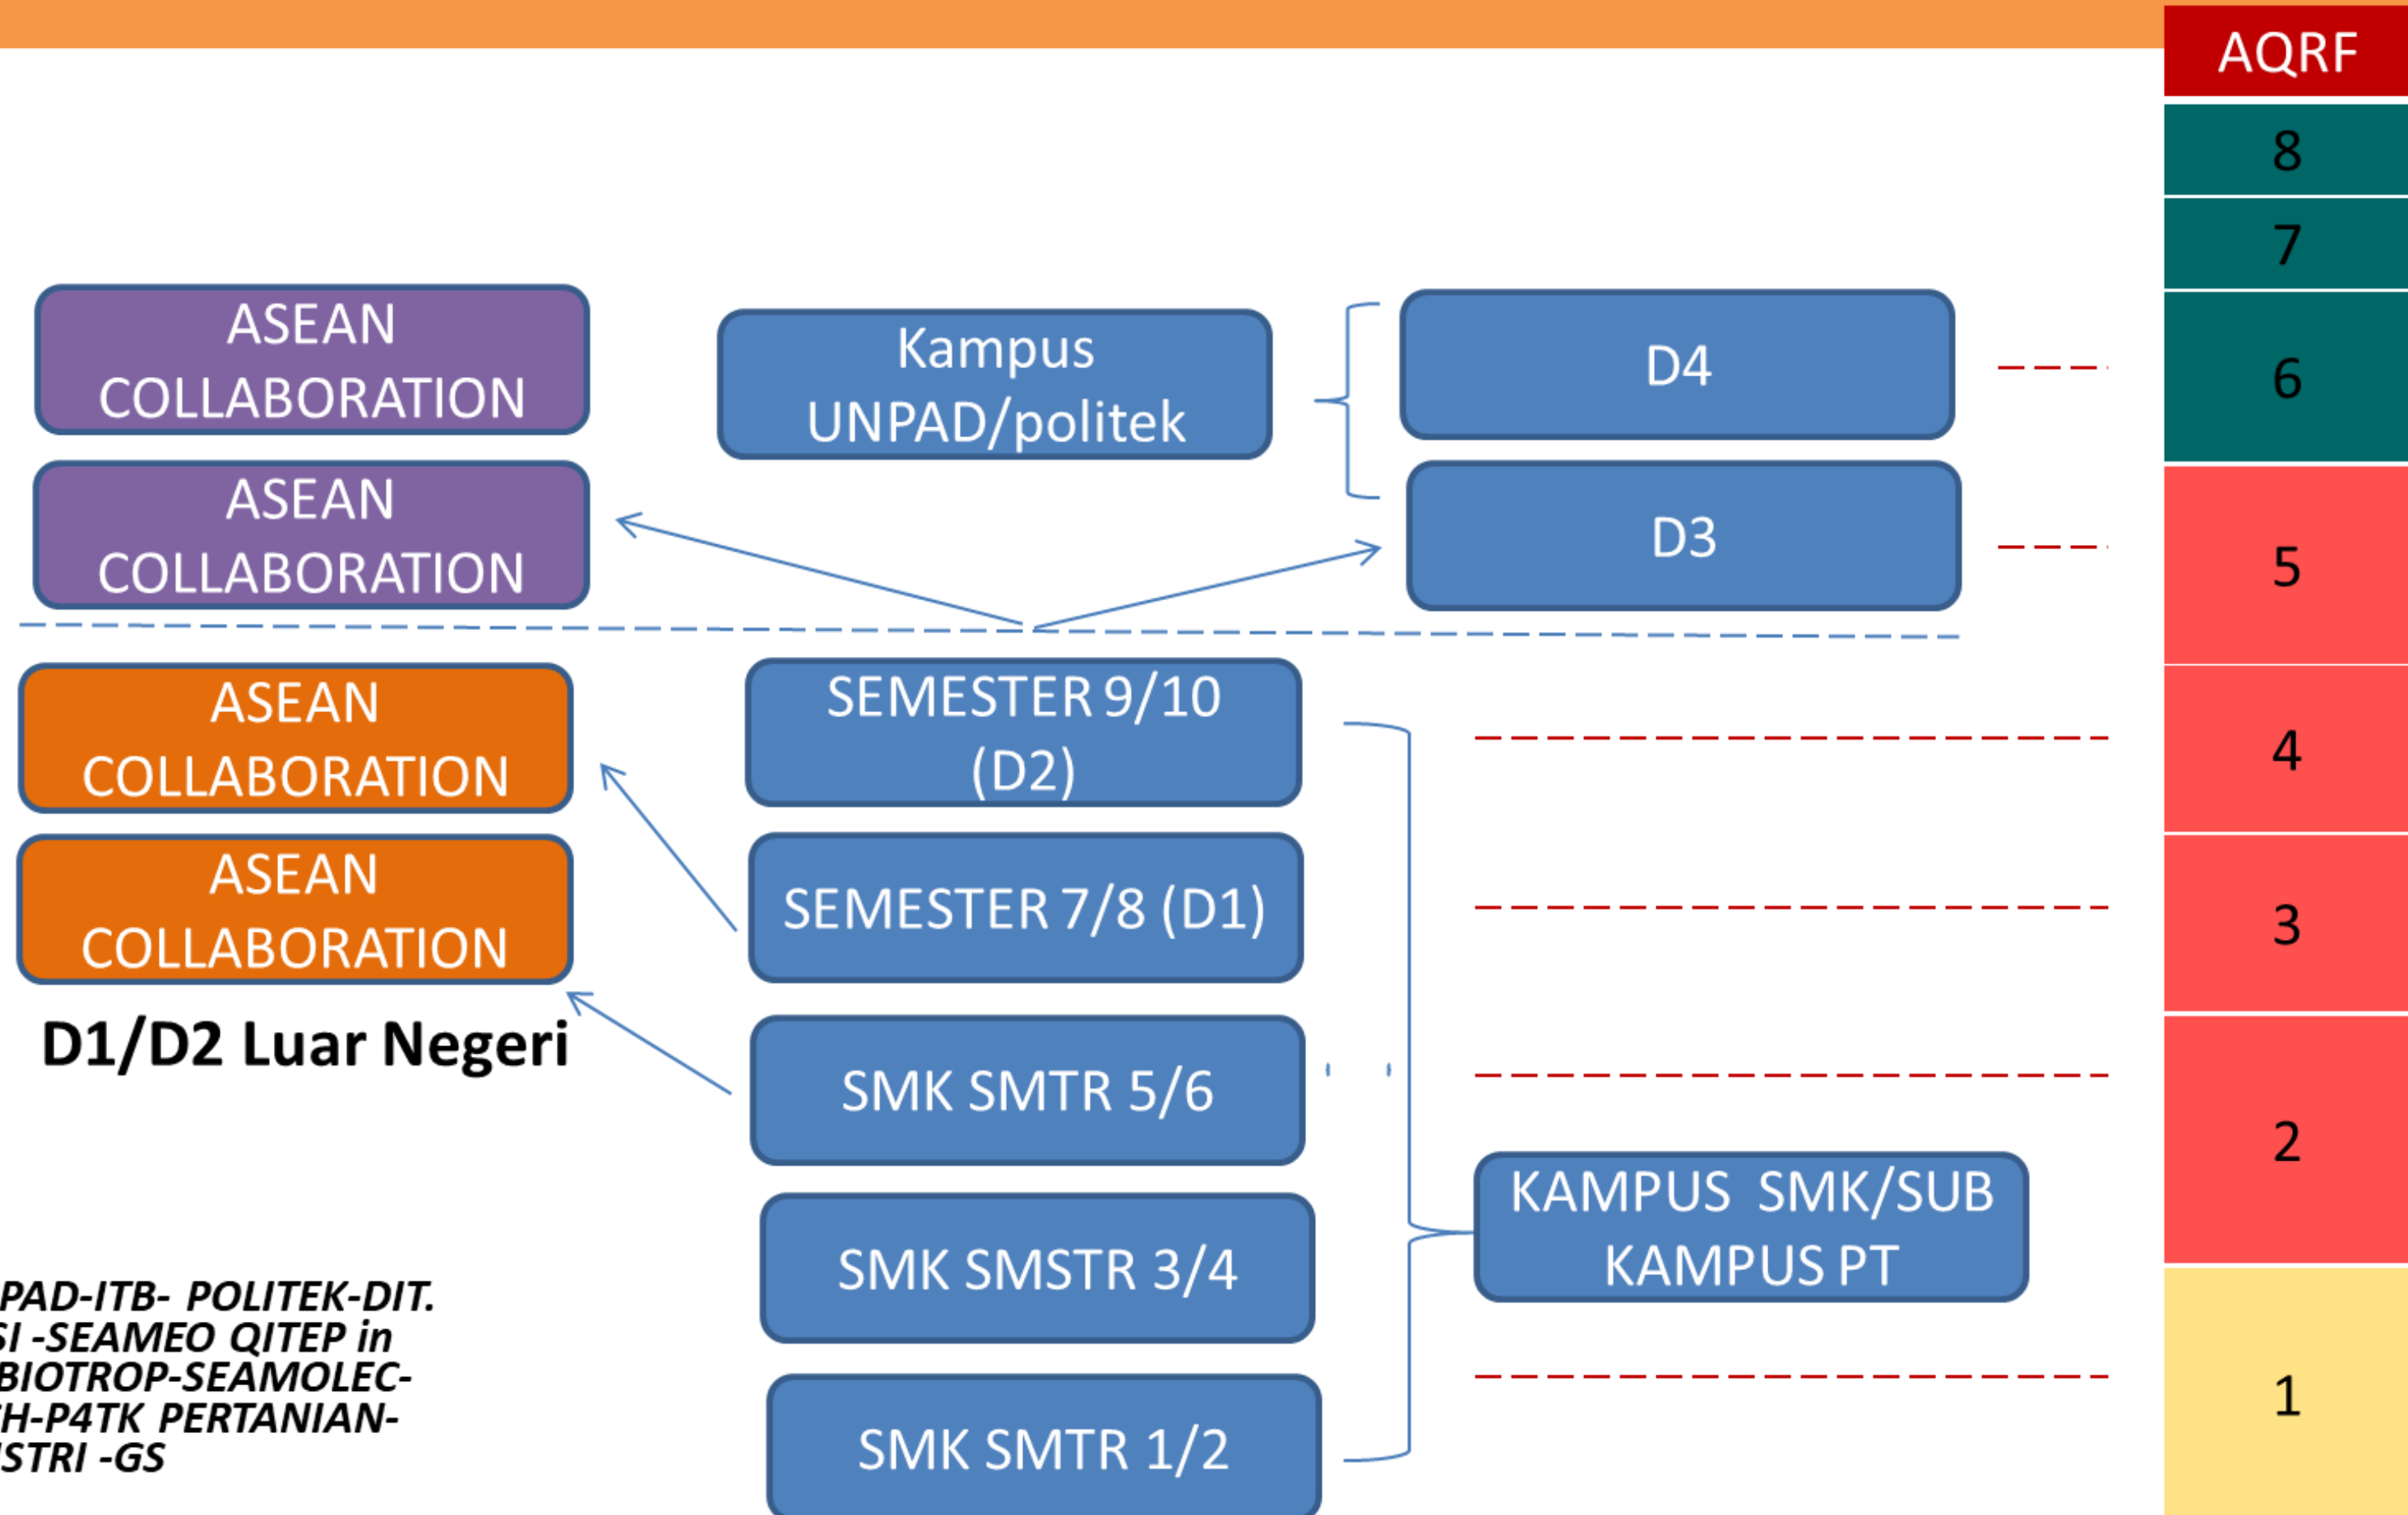 AQRF
8
7
6
5
4
3
2
1
ASEAN
COLLABORATION
Kampus
UNPAD/politek
D4
ASEAN
COLLABORATION
D3
ASEAN
COLLABORATION
SEMESTER 9/10
(D2)
ASEAN
COLLABORATION
SEMESTER 7/8 (D1)
D1/D2 Luar Negeri
SMK SMTR 5/6
KAMPUS SMK/SUB
KAMPUS PT
SMK SMSTR 3/4
SMK SMTR 1/2
PAD-ITB- POLITEK-DIT.
SI -SEAMEO QITEP in
BIOTROP-SEAMOLEC-
H-P4TK PERTANIAN-
STRI -GS